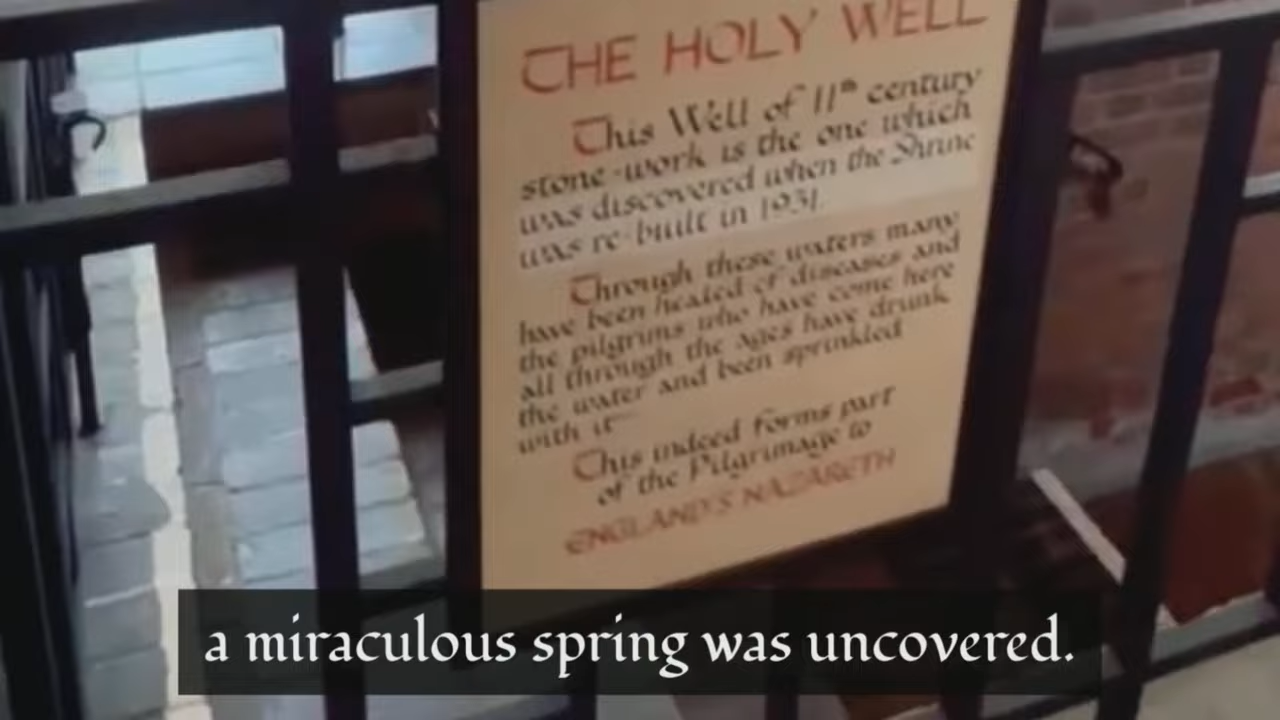 THE HOLY WELL
This Well of 11th century
stone-work is the one which
was discovered when the Shrine
was re-built in 1931.
Through these waters many
have been healed of diseases and
the pilgrims who have come here
all through the ages have drunk
the water and been sprinkled
with it
This indeed forms part
of the Pilgrimage to
ENGLAND'S NAZARETH
a miraculous spring was uncovered.